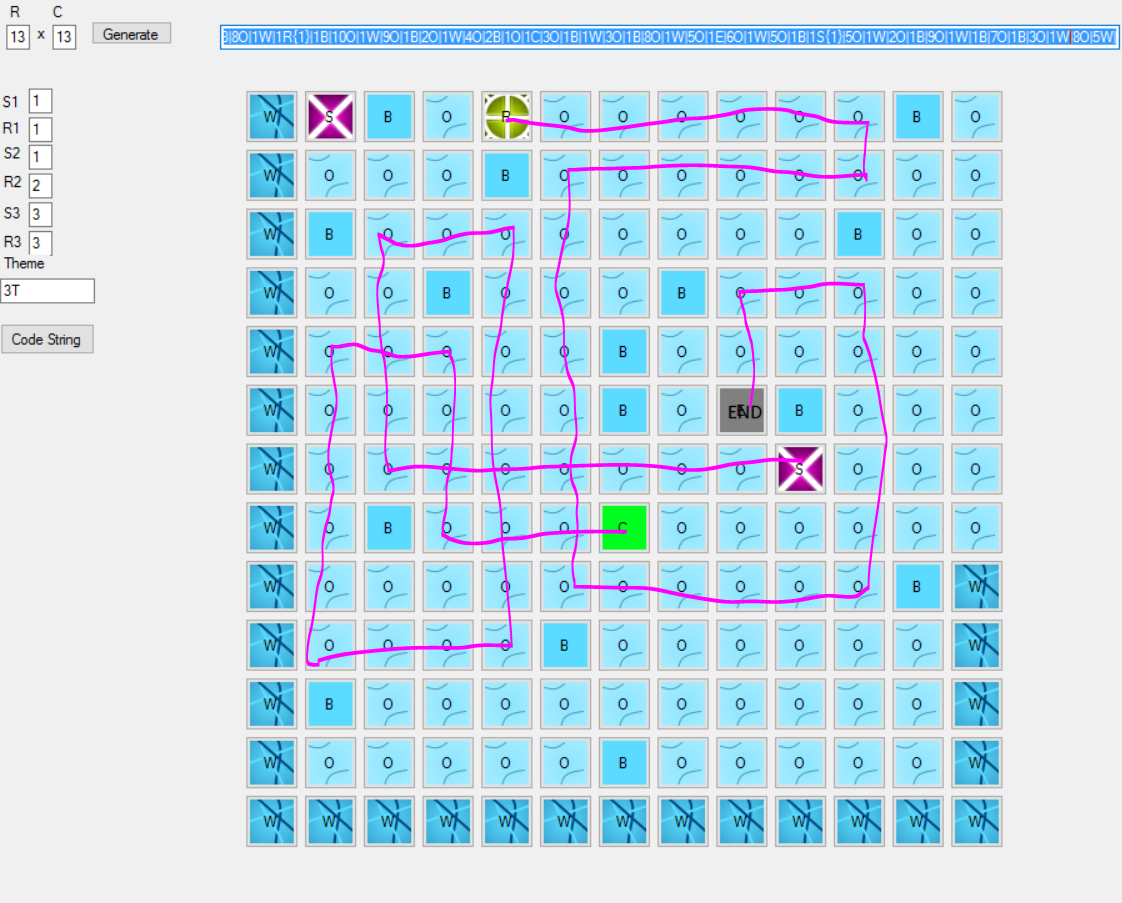 R C
13 x 13 Generate
B|8O|1W|1R{1}|1B|10O|1W|9O|1B|2O|1W|4O|2B|1O|1C|3O|1B|1W|3O|1B|8O|1W|5O|1E|6O|1W|5O|1B|1S{1}|5O|1W|2O|1B|9O|1W|1B|7O|1B|3O|1W|8O|5W|
S1 1
R1 1
S2 1
R2 2
S3 3
R3 3
Theme
3T
Code String
W S B O R O O O O O O B O
W O O O B O O O O O O O O
W B O O O O O O O O B O O
W O O B O O O B O O O O O
W O O O O O B O O O O O O
W O O O O O B O END B O O O
W O O O O O O O O S O O O
W O B O O O C O O O O O O
W O O O O O O O O O O B W
W O O O O B O O O O O O W
W B O O O O O O O O O O W
W O O O O O B O O O O O W
W W W W W W W W W W W W W